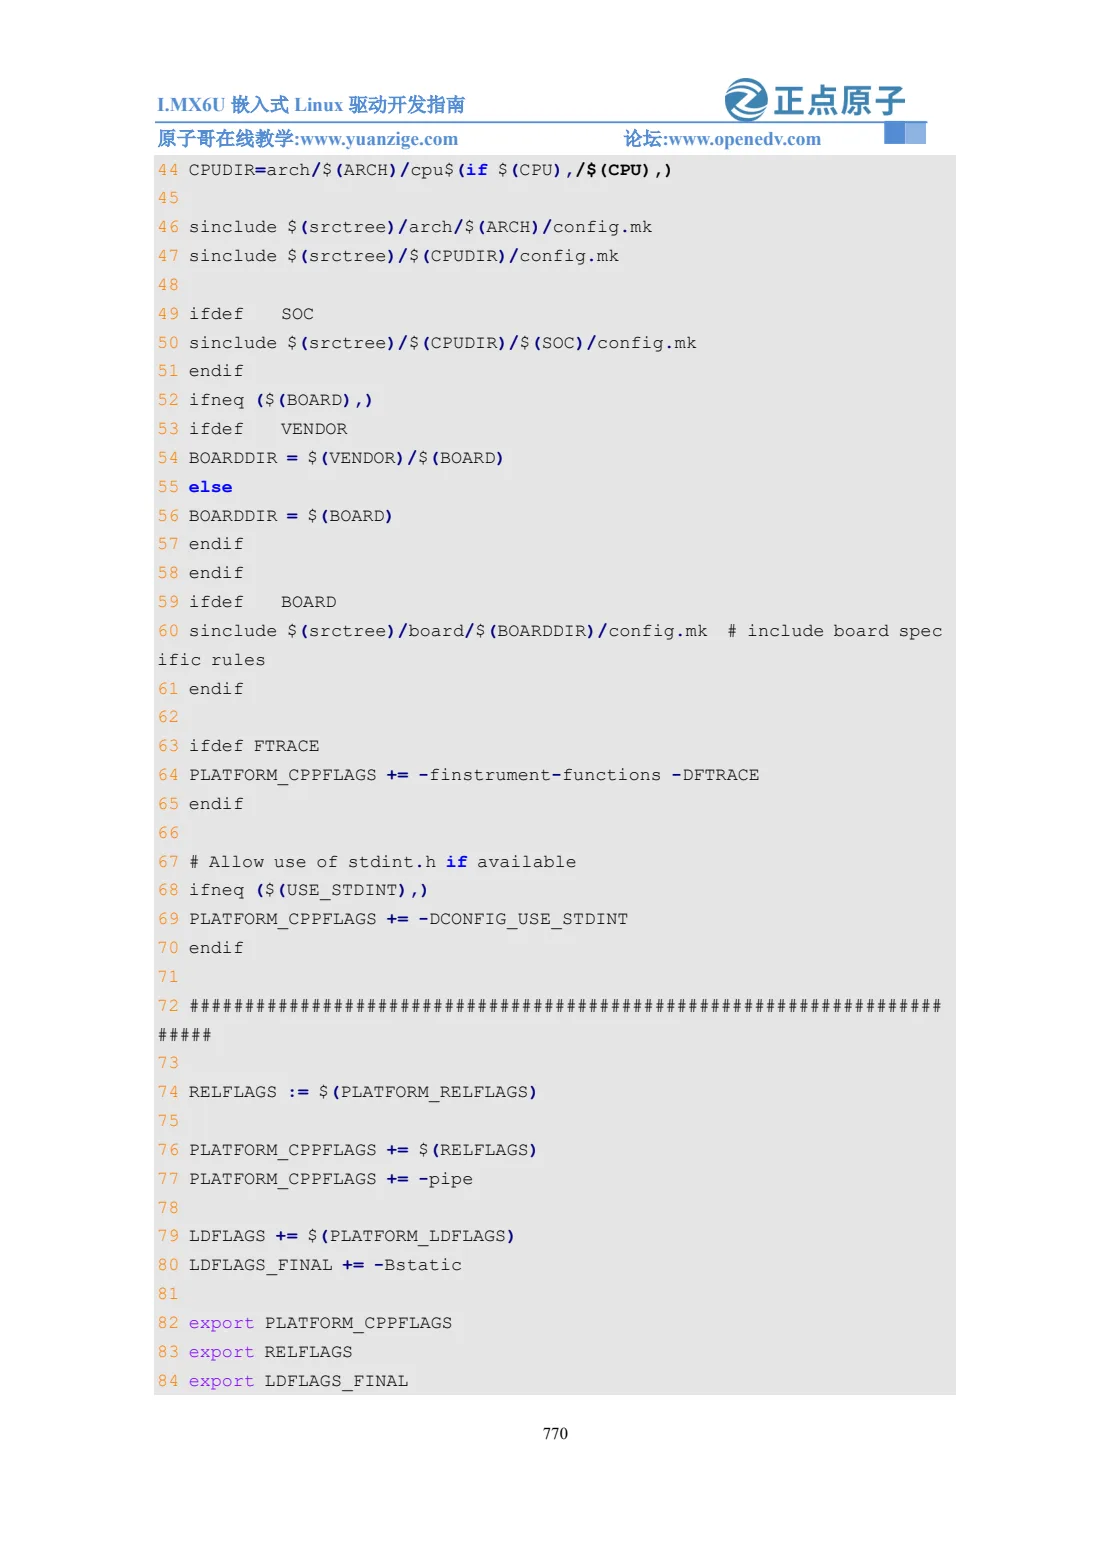 I.MX6U 嵌入式 Linux 驱动开发指南
正点原子
原子哥在线教学:www.yuanzige.com 论坛:www.openedv.com
44 CPUDIR=arch/$(ARCH)/cpu$(if $(CPU),/$(CPU),)
45
46 sinclude $(srctree)/arch/$(ARCH)/config.mk
47 sinclude $(srctree)/$(CPUDIR)/config.mk
48
49 ifdef SOC
50 sinclude $(srctree)/$(CPUDIR)/$(SOC)/config.mk
51 endif
52 ifneq ($(BOARD),)
53 ifdef VENDOR
54 BOARDDIR = $(VENDOR)/$(BOARD)
55 else
56 BOARDDIR = $(BOARD)
57 endif
58 endif
59 ifdef BOARD
60 sinclude $(srctree)/board/$(BOARDDIR)/config.mk # include board spec
ific rules
61 endif
62
63 ifdef FTRACE
64 PLATFORM_CPPFLAGS += -finstrument-functions -DFTRACE
65 endif
66
67 # Allow use of stdint.h if available
68 ifneq ($(USE_STDINT),)
69 PLATFORM_CPPFLAGS += -DCONFIG_USE_STDINT
70 endif
71
72 ####################################################################
#####
73
74 RELFLAGS := $(PLATFORM_RELFLAGS)
75
76 PLATFORM_CPPFLAGS += $(RELFLAGS)
77 PLATFORM_CPPFLAGS += -pipe
78
79 LDFLAGS += $(PLATFORM_LDFLAGS)
80 LDFLAGS_FINAL += -Bstatic
81
82 export PLATFORM_CPPFLAGS
83 export RELFLAGS
84 export LDFLAGS_FINAL
770